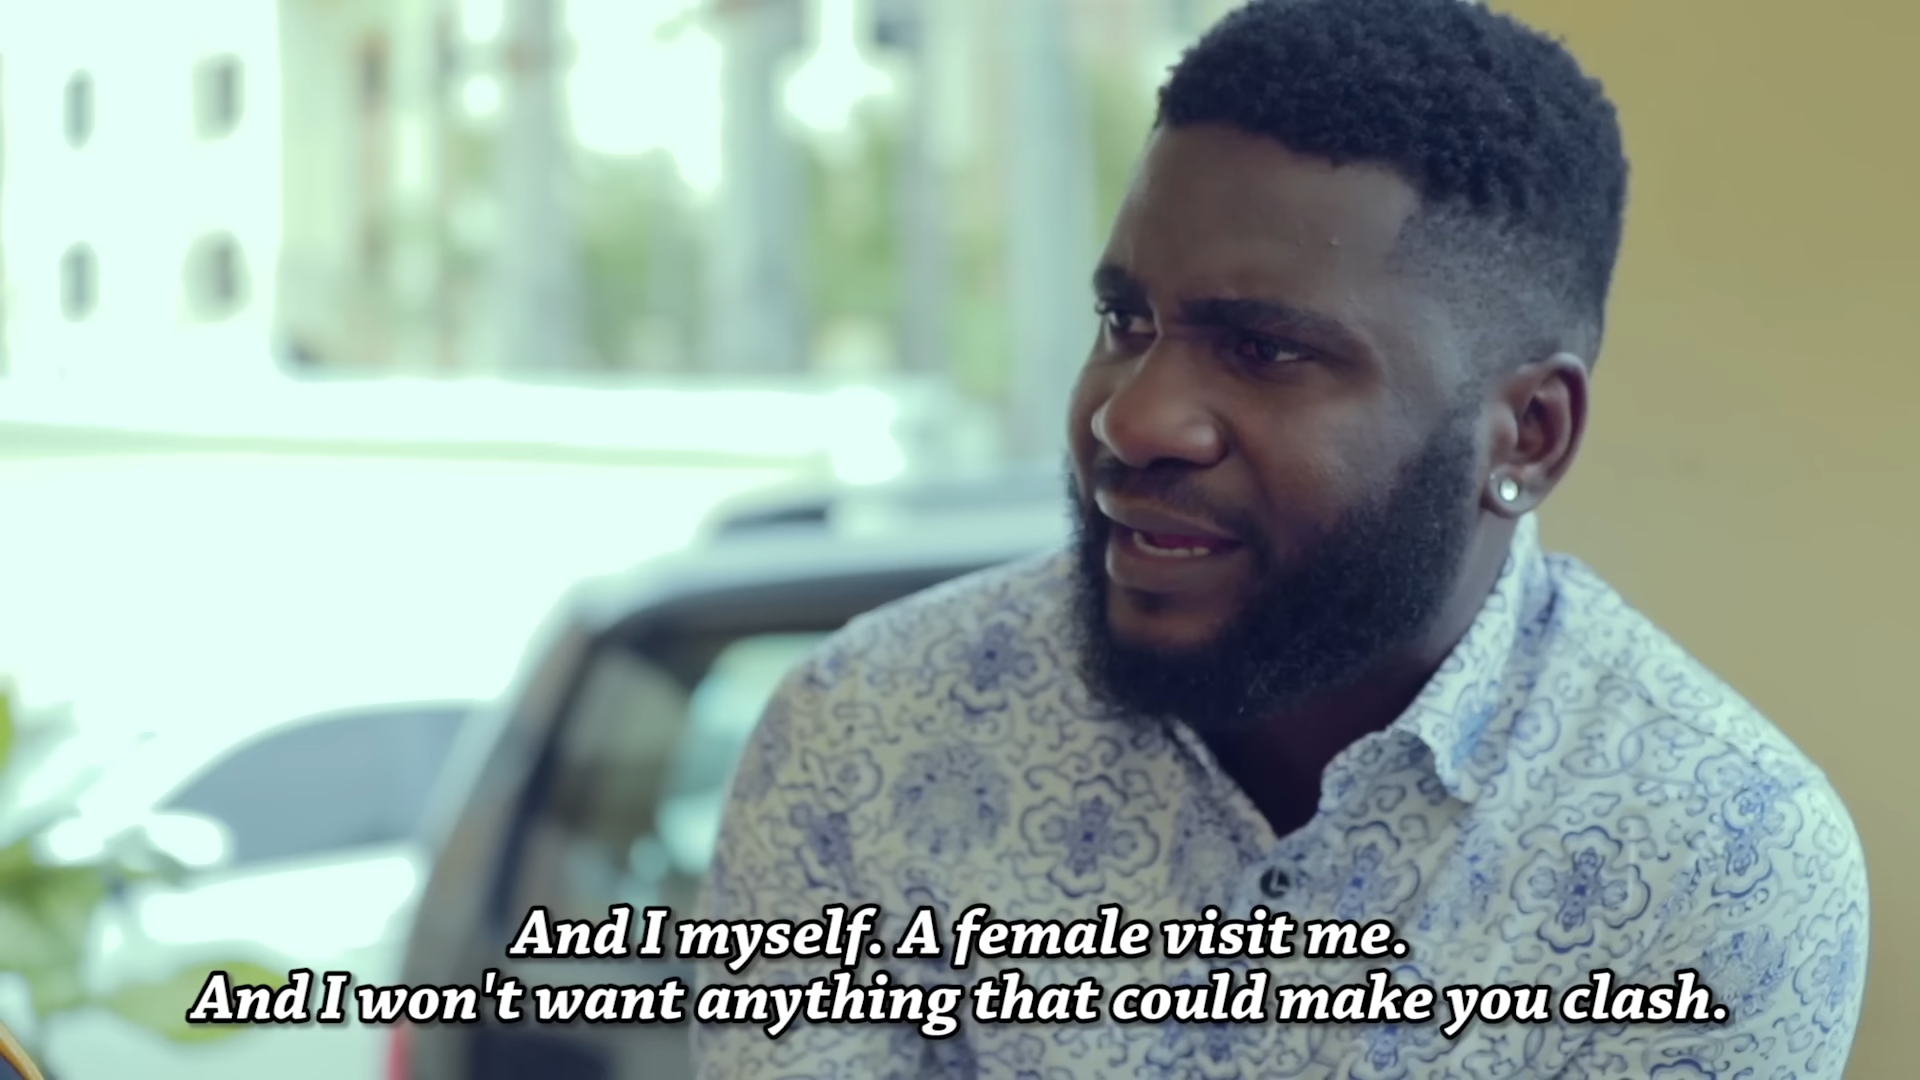 And I myself. A female visit me.
And I won't want anything that could make you clash.